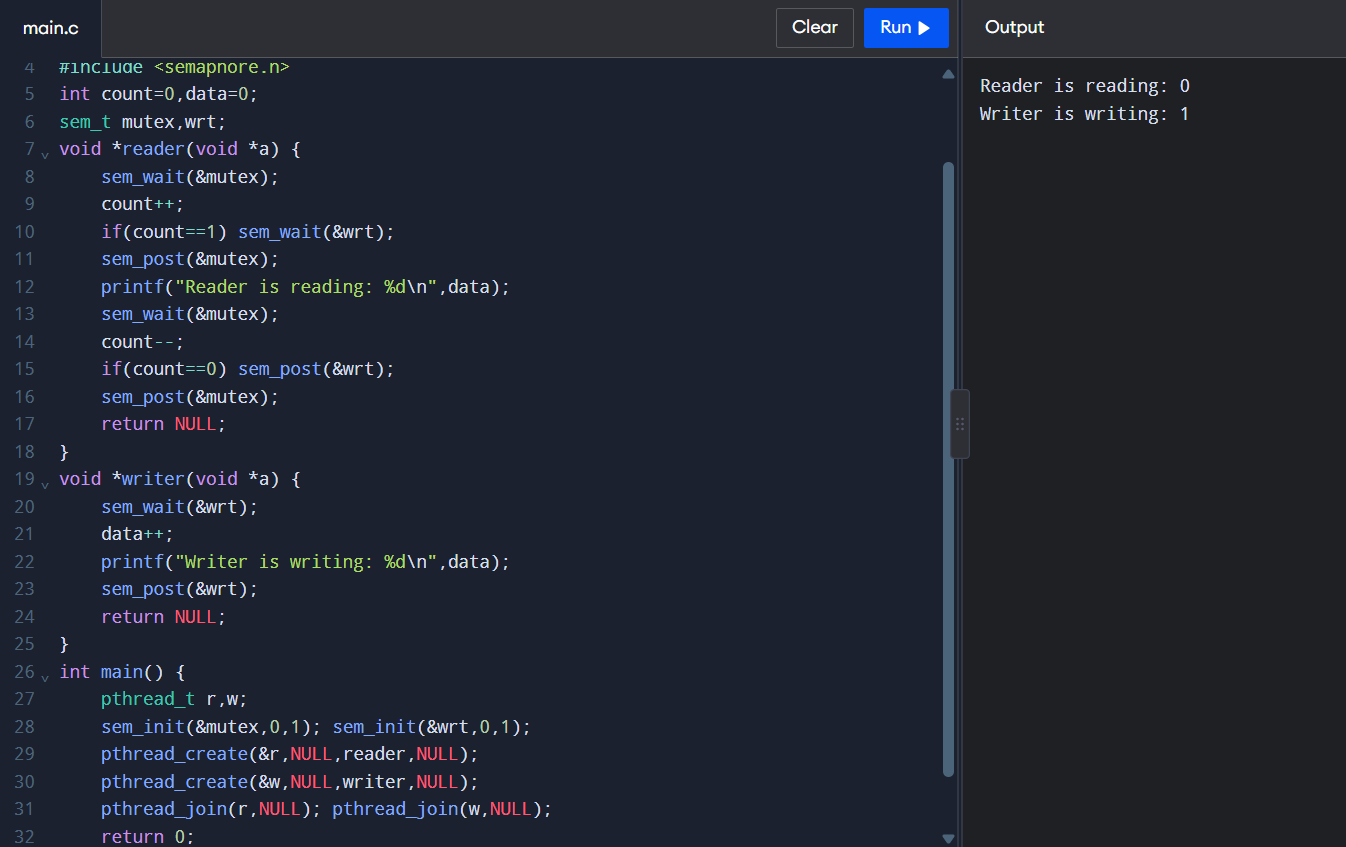 main.c
Clear
Run
Output
4 #include <semaphore.h>
5 int count=0,data=0;
6 sem_t mutex,wrt;
7 void *reader(void *a) {
8 sem_wait(&mutex);
9 count++;
10 if(count==1) sem_wait(&wrt);
11 sem_post(&mutex);
12 printf("Reader is reading: %d\n",data);
13 sem_wait(&mutex);
14 count--;
15 if(count==0) sem_post(&wrt);
16 sem_post(&mutex);
17 return NULL;
18 }
19 void *writer(void *a) {
20 sem_wait(&wrt);
21 data++;
22 printf("Writer is writing: %d\n",data);
23 sem_post(&wrt);
24 return NULL;
25 }
26 int main() {
27 pthread_t r,w;
28 sem_init(&mutex,0,1); sem_init(&wrt,0,1);
29 pthread_create(&r,NULL,reader,NULL);
30 pthread_create(&w,NULL,writer,NULL);
31 pthread_join(r,NULL); pthread_join(w,NULL);
32 return 0;
Reader is reading: 0
Writer is writing: 1